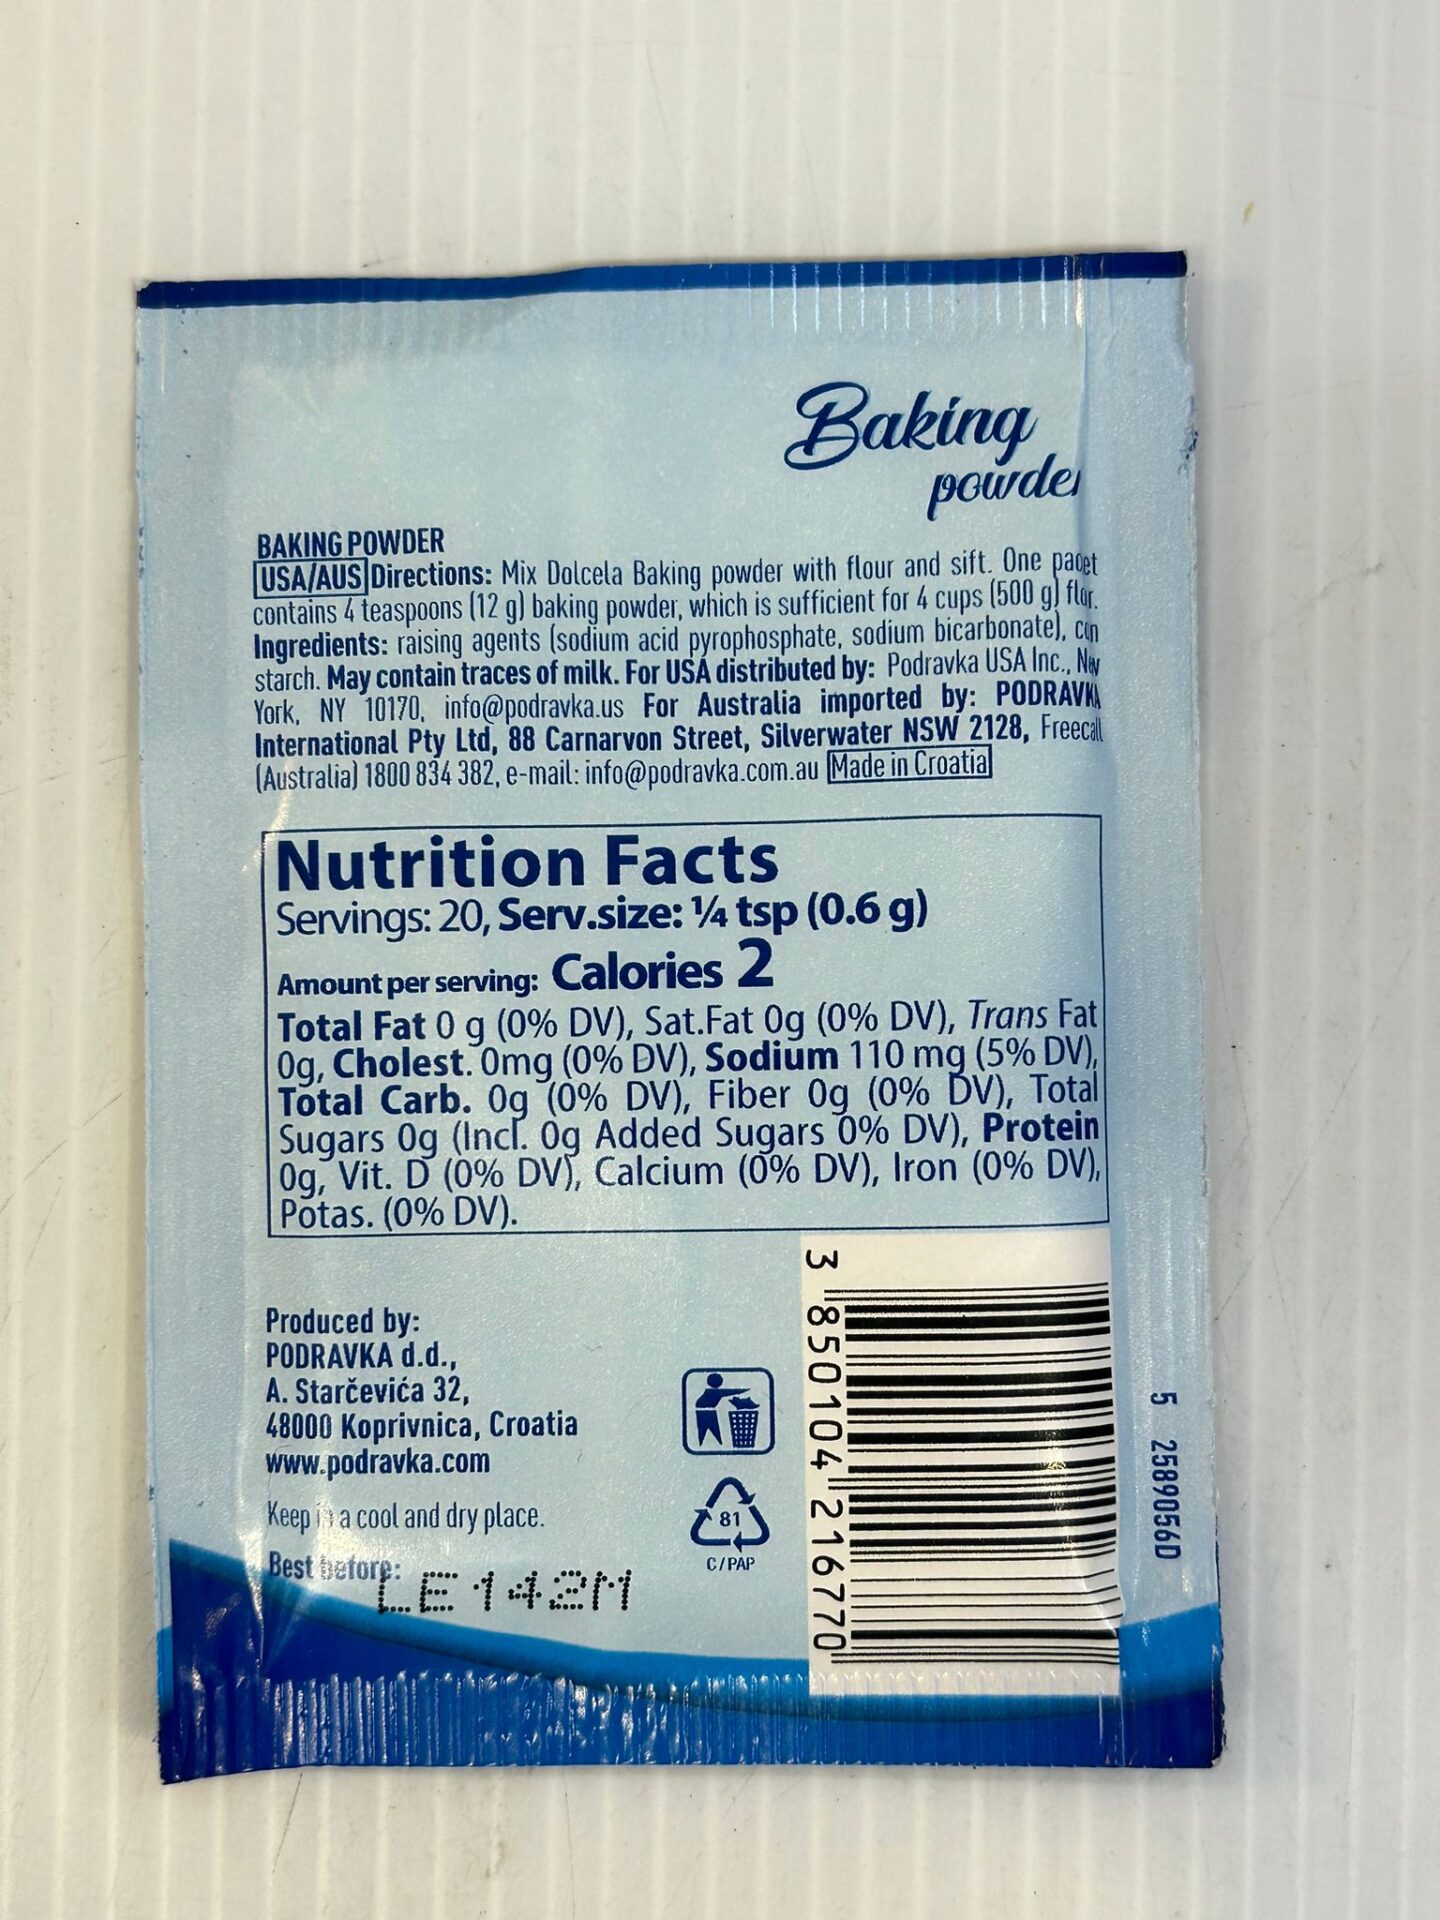 Baking
powder
BAKING POWDER
USA/AUS Directions: Mix Dolcela Baking powder with flour and sift. One
contains 4 teaspoons (12 g) baking powder, which is sufficient for 4 cups (500 g)
Ingredients: raising agents (sodium acid pyrophosphate, sodium bicarbonate),
starch. May contain traces of milk. For USA distributed by: Podravka USA Inc.,
York, NY 10170, info@podravka.us For Australia imported by: PODRAVKA
International Pty Ltd, 88 Carnarvon Street, Silverwater NSW 2128, Freecall
(Australia) 1800 834 382, e-mail: info@podravka.com.au Made in Croatia
Nutrition Facts
Servings: 20, Serv.size: ¼ tsp (0.6 g)
Amount per serving: Calories 2
Total Fat 0 g (0% DV), Sat.Fat 0g (0% DV), Trans Fat
0g, Cholest. 0mg (0% DV), Sodium 110 mg (5% DV),
Total Carb. 0g (0% DV), Fiber 0g (0% DV), Total
Sugars 0g (Incl. 0g Added Sugars 0% DV), Protein
0g, Vit. D (0% DV), Calcium (0% DV), Iron (0% DV),
Potas. (0% DV).
Produced by:
PODRAVKA d.d.,
A. Starčevića 32,
48000 Koprivnica, Croatia
www.podravka.com
Keep in a cool and dry place.
Best before:
LE142M
81
C/PAP
3 850104 216770
5 2589056D